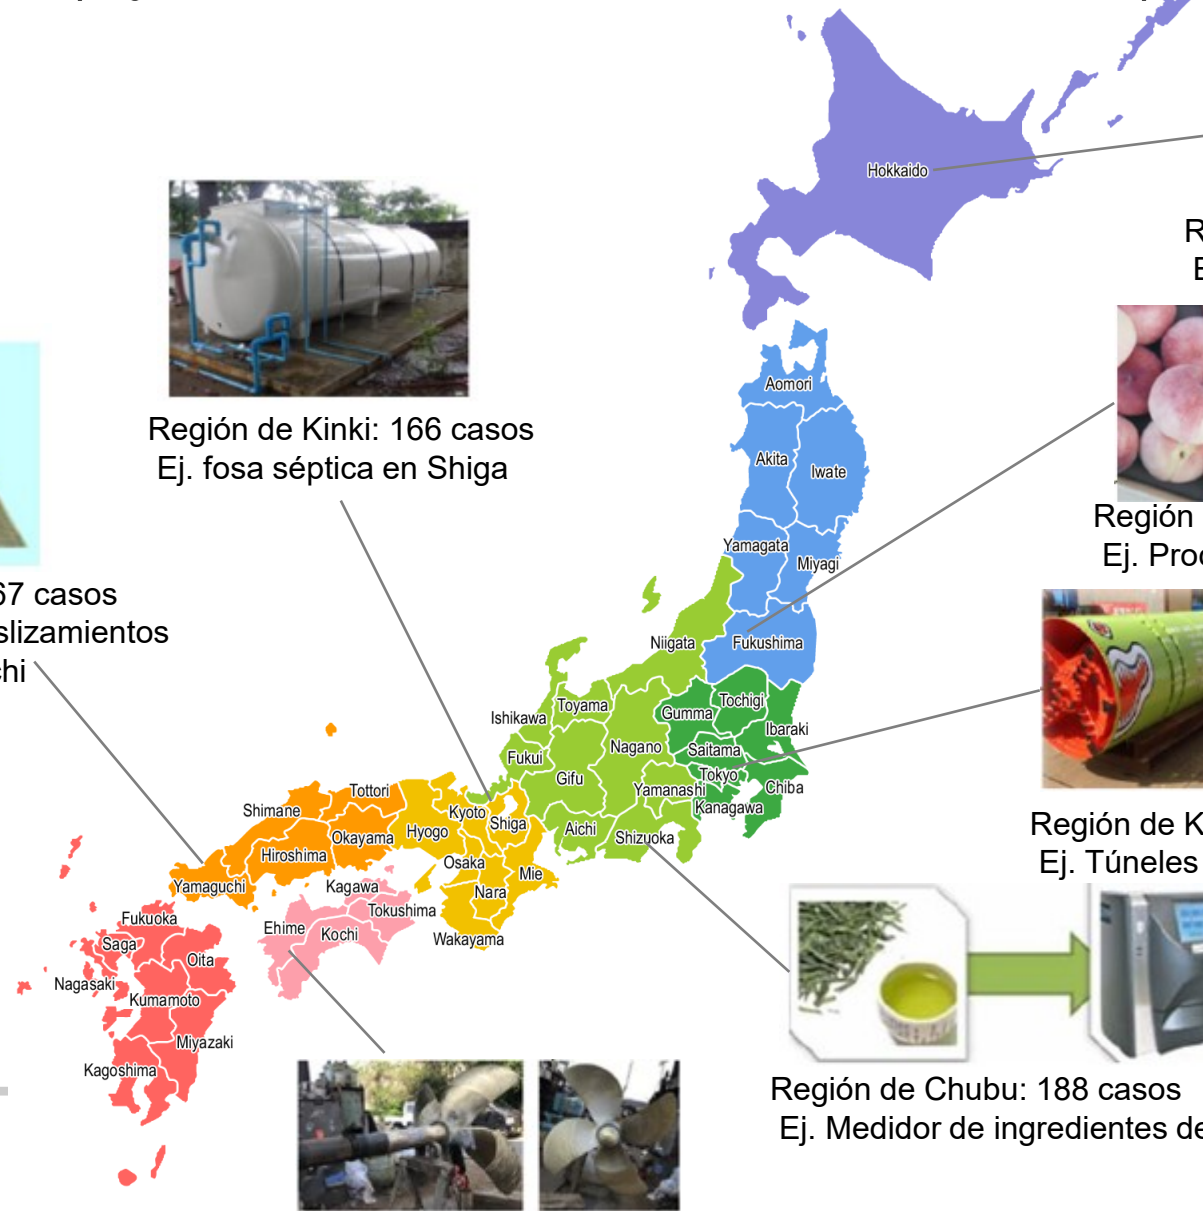 Hokkaido
Región de Kinki: 166 casos
Ej. fosa séptica en Shiga
Aomori
Akita
Iwate
Yamagata
Miyagi
Región
67 casos
slizamientos
chi
Niigata
Fukushima
Toyama
Ishikawa
Gumma
Tochigi
Ibaraki
Fukui
Nagano
Saitama
Gifu
Tokyo
Yamanashi
Chiba
Kanagawa
Tottori
Shimane
Kyoto
Shiga
Hyogo
Okayama
Aichi
Shizuoka
Hiroshima
Osaka
Mie
Yamaguchi
Kagawa
Nara
Tokushima
Fukuoka
Ehime
Kochi
Wakayama
Saga
Oita
Nagasaki
Kumamoto
Miyazaki
Kagoshima
Región de K
Ej. Túneles
Región de Chubu: 188 casos
Ej. Medidor de ingredientes de